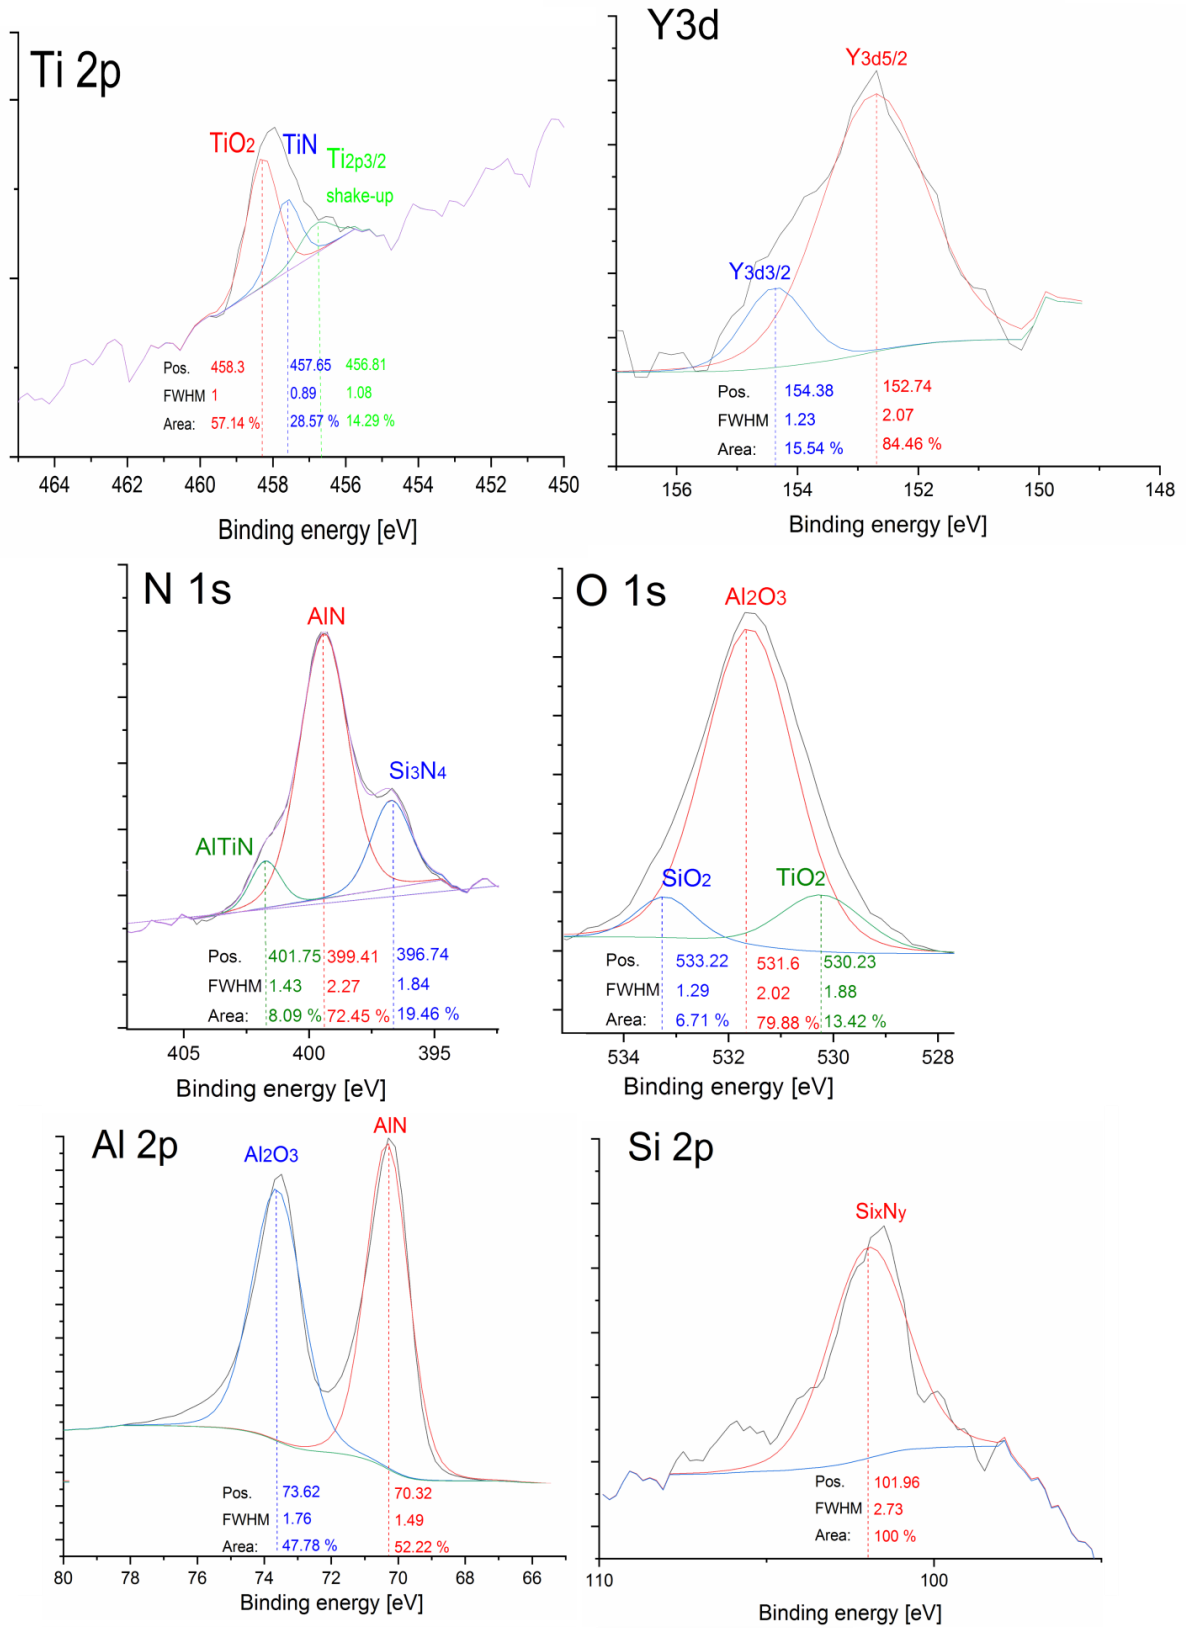 Ti 2p
TiO2 TiN Ti2p3/2
shake-up
Pos. 458.3 457.65 456.81
FWHM 1 0.89 1.08
Area: 57.14 % 28.57 % 14.29 %
464 462 460 458 456 454 452 450
Binding energy [eV]
Y3d
Y3d5/2
Y3d3/2
Pos. 154.38 152.74
FWHM 1.23 2.07
Area: 15.54 % 84.46 %
156 154 152 150 148
Binding energy [eV]
N 1s
AlN
Si3N4
AlTiN
Pos. 401.75 399.41 396.74
FWHM 1.43 2.27 1.84
Area: 8.09 % 72.45 % 19.46 %
405 400 395
Binding energy [eV]
O 1s
Al2O3
SiO2 TiO2
Pos. 533.22 531.6 530.23
FWHM 1.29 2.02 1.88
Area: 6.71 % 79.88 % 13.42 %
534 532 530 528
Binding energy [eV]
Al 2p
AlN
Al2O3
Pos. 73.62 70.32
FWHM 1.76 1.49
Area: 47.78 % 52.22 %
80 78 76 74 72 70 68 66
Binding energy [eV]
Si 2p
SixNy
Pos. 101.96
FWHM 2.73
Area: 100 %
110 100
Binding energy [eV]